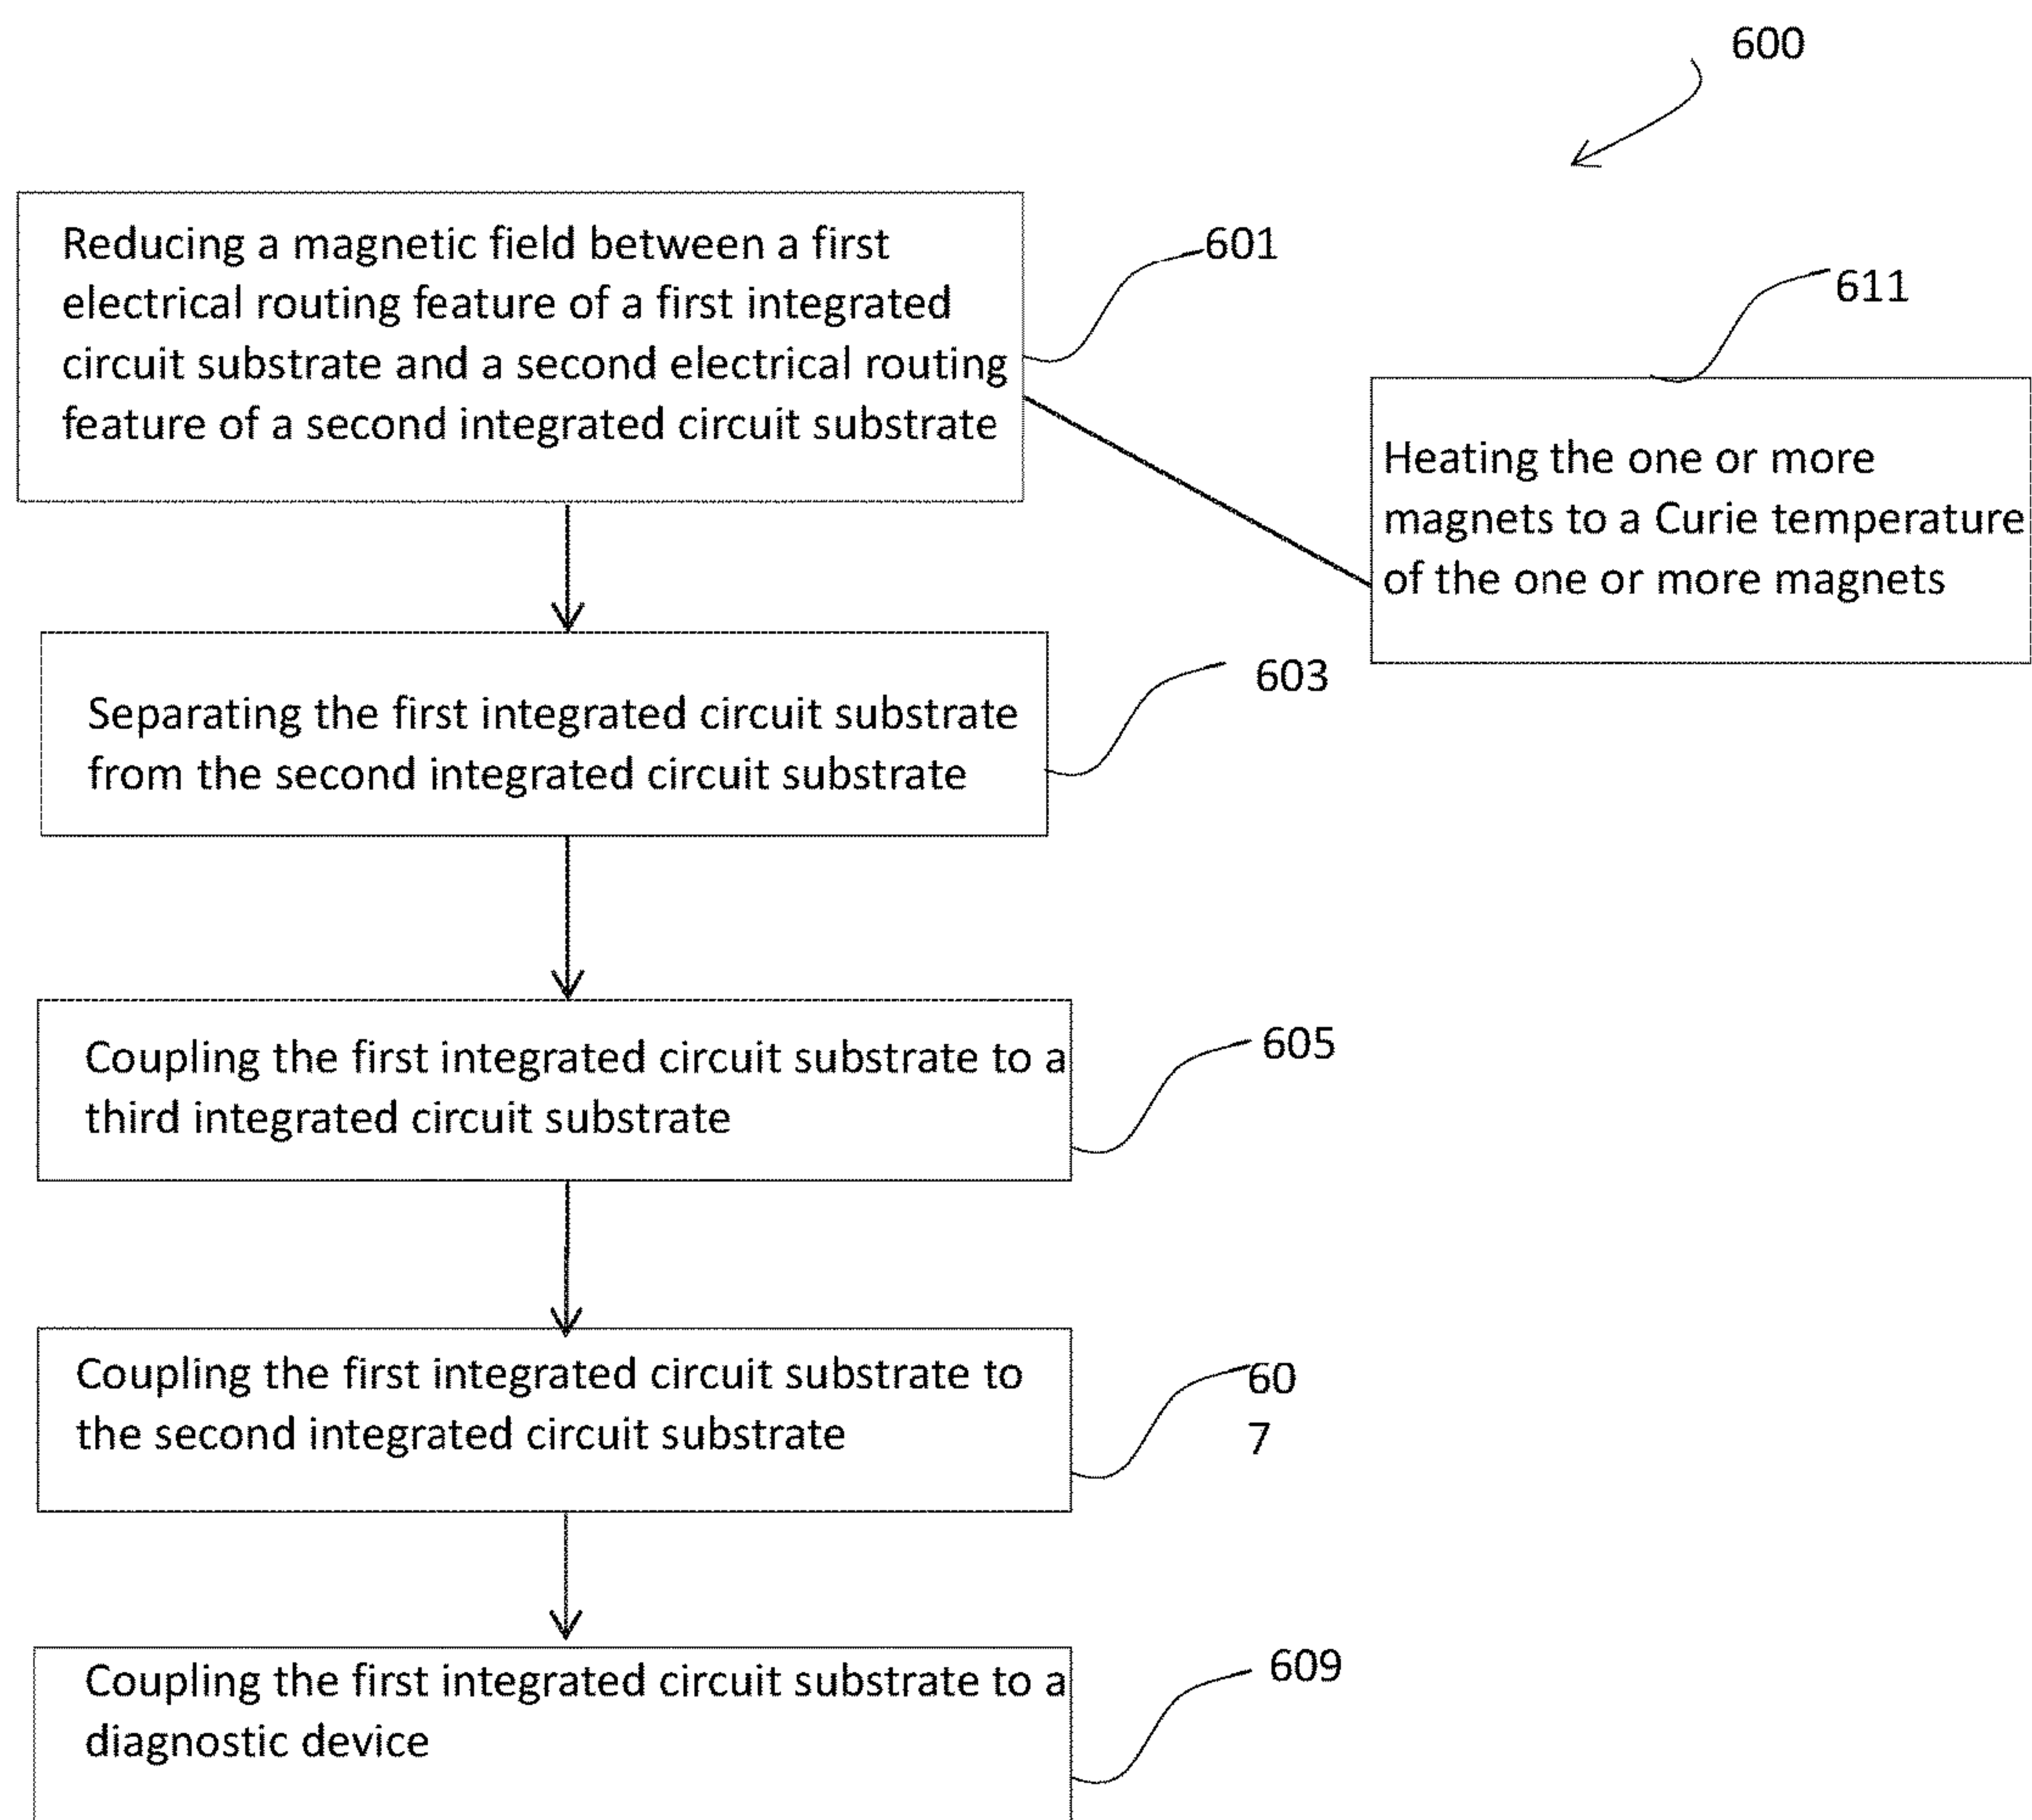 600
Reducing a magnetic field between a first
electrical routing feature of a first integrated
circuit substrate and a second electrical routing
feature of a second integrated circuit substrate
601
611
Heating the one or more
magnets to a Curie temperature
of the one or more magnets
Separating the first integrated circuit substrate
from the second integrated circuit substrate
603
Coupling the first integrated circuit substrate to a
third integrated circuit substrate
605
Coupling the first integrated circuit substrate to
the second integrated circuit substrate
60
7
Coupling the first integrated circuit substrate to a
diagnostic device
609